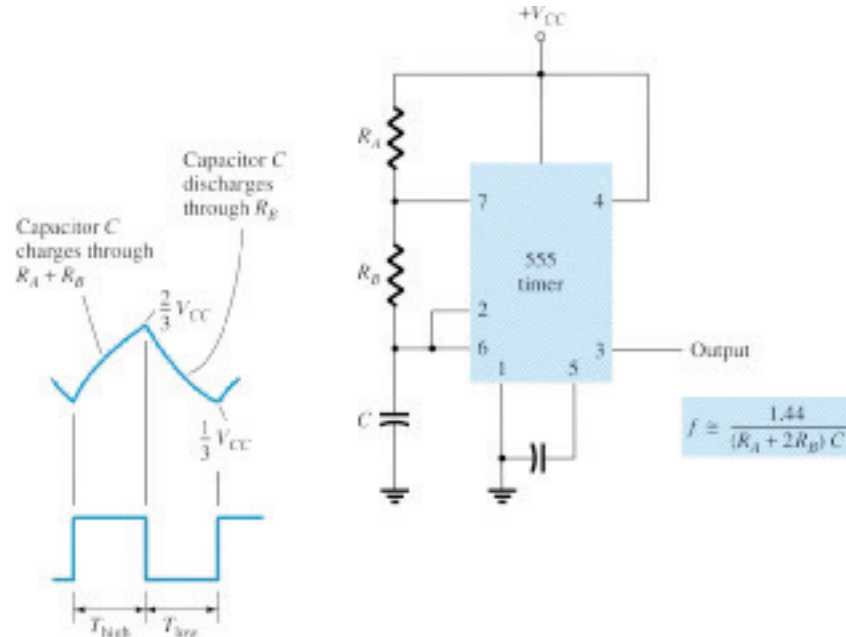 +V_CC
R_A
Capacitor C
discharges
through R_B
Capacitor C
charges through
R_A + R_B
7
4
555
timer
R_B
2/3 V_CC
2
6
3
Output
1
5
C
1/3 V_CC
f ≅ 1.44 / (R_A + 2R_B) C
T_high
T_low